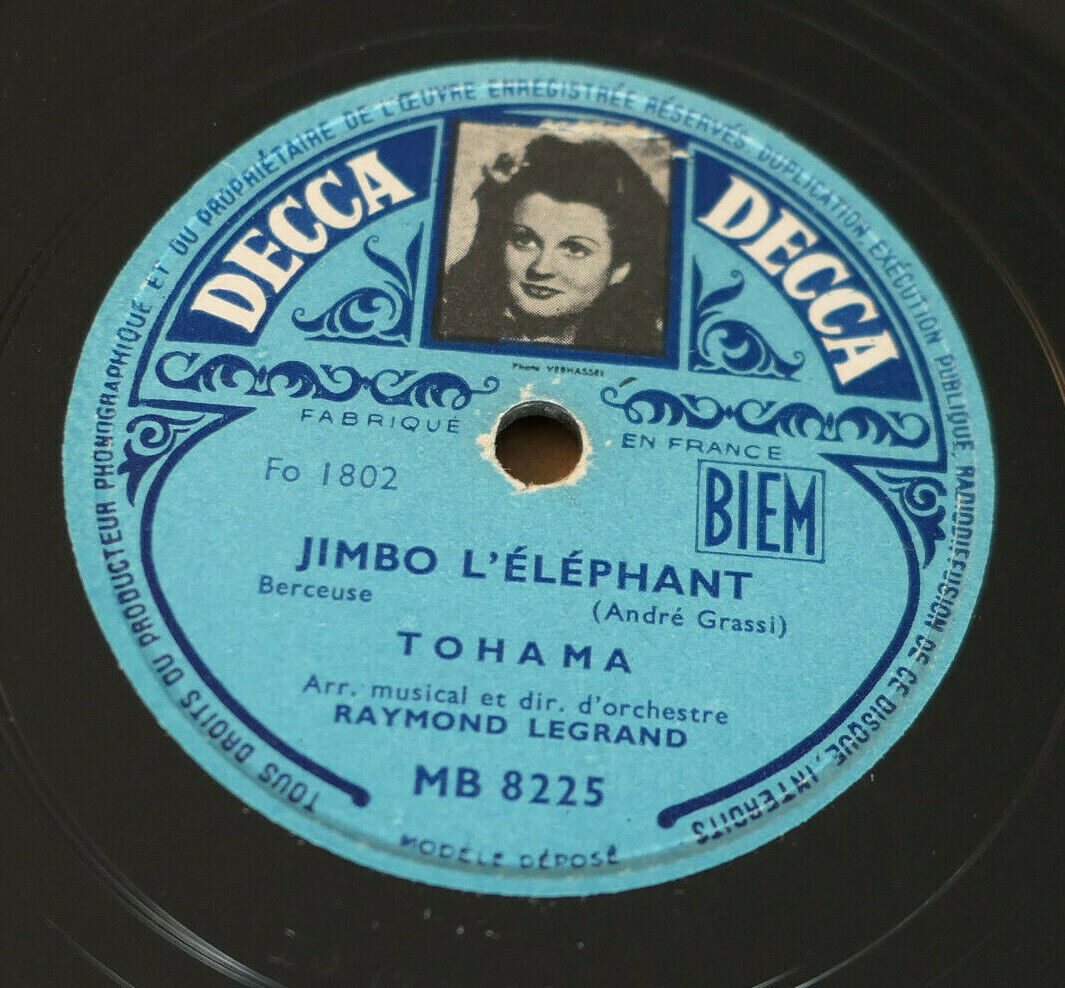 TOUS DROITS DU PRODUCTEUR PHONOGRAPHIQUE ET DU PROPRIÉTAIRE DE L'ŒUVRE ENREGISTRÉE RÉSERVÉS, DUPLICATION, EXÉCUTION PUBLIQUE, RADIODIFFUSION DE CE DISQUE, INTERDITS
DECCA
DECCA
Photo VERHASSEL
FABRIQUÉ EN FRANCE
Fo 1802
BIEM
JIMBO L'ÉLÉPHANT
Berceuse
(André Grassi)
TOHAMA
Arr. musical et dir. d'orchestre
RAYMOND LEGRAND
MB 8225
MODÈLE DÉPOSÉ